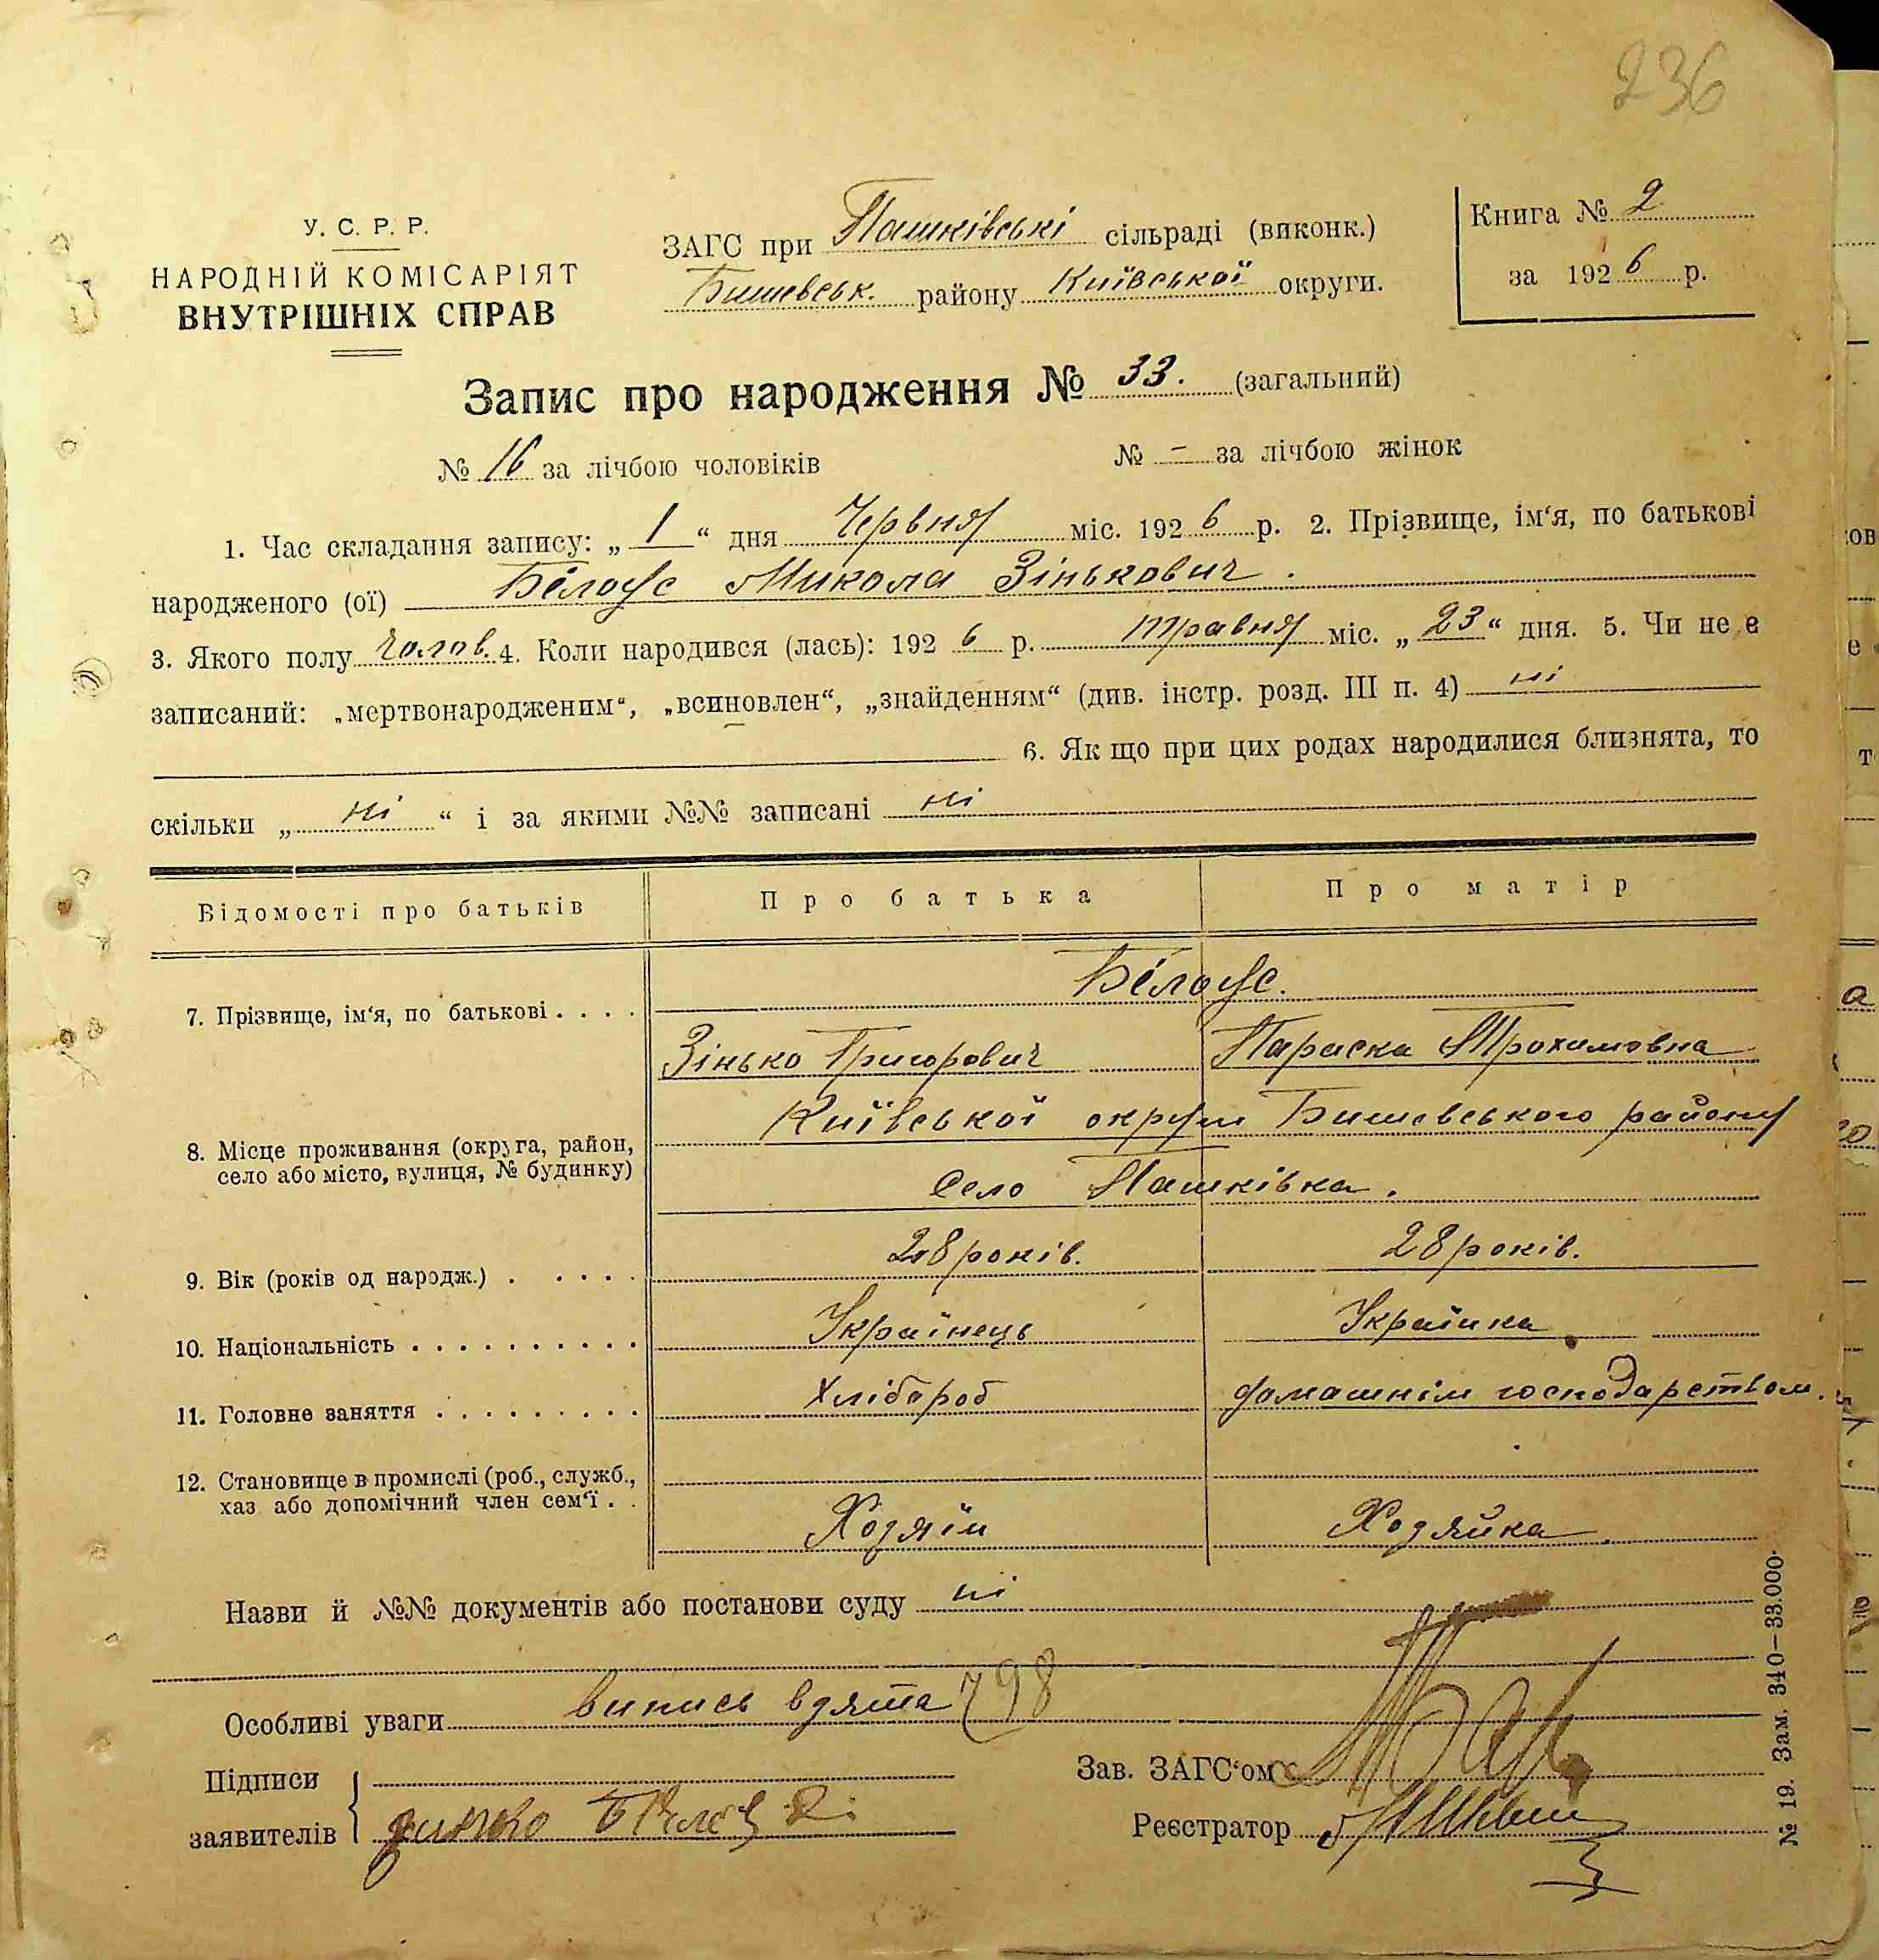 236
У. С. Р. Р.
НАРОДНІЙ КОМІСАРІЯТ
ВНУТРІШНІХ СПРАВ
ЗАГС при Пашківські сільраді (виконк.)
Бишевськ. району Київської округи.
Книга № 2
за 1926 р.
Запис про народження № 33. (загальний)
№ 16 за лічбою чоловіків № - за лічбою жінок
1. Час складання запису: „1“ дня Червня міс. 1926 р. 2. Прізвище, ім‘я, по батькові
народженого (ої) Білоус Микола Зінькович.
3. Якого полу Чолов. 4. Коли народився (лась): 1926 р. Травня міс. „23“ дня. 5. Чи не є
записаний: „мертвонародженим“, „всиновлен“, „знайденням“ (див. інстр. розд. III п. 4) ні
6. Як що при цих родах народилися близнята, то
скільки „ні“ і за якими №№ записані ні
Відомості про батьків Про батька Про матір
7. Прізвище, ім‘я, по батькові . . . . Білоус.
Зінько Григорович Параска Трохимовна
8. Місце проживання (округа, район, село або місто, вулиця, № будинку) Київської округи Бишевського району
Село Пашківка.
9. Вік (років од народж.) . . . . . 28 років. 28 років.
10. Національність . . . . . . . . . . Українець Українка
11. Головне заняття . . . . . . . . . Хлібороб домашнім господарством.
12. Становище в промислі (роб., служб.,
хаз або допомічний член сем‘ї . . Хозяїн Хозяйка
Назви й №№ документів або постанови суду ні
Особливі уваги випись взята 798
Підписи
заявителів
Зав. ЗАГС‘ом
Реєстратор
№ 19. Зам. 340–33.000.